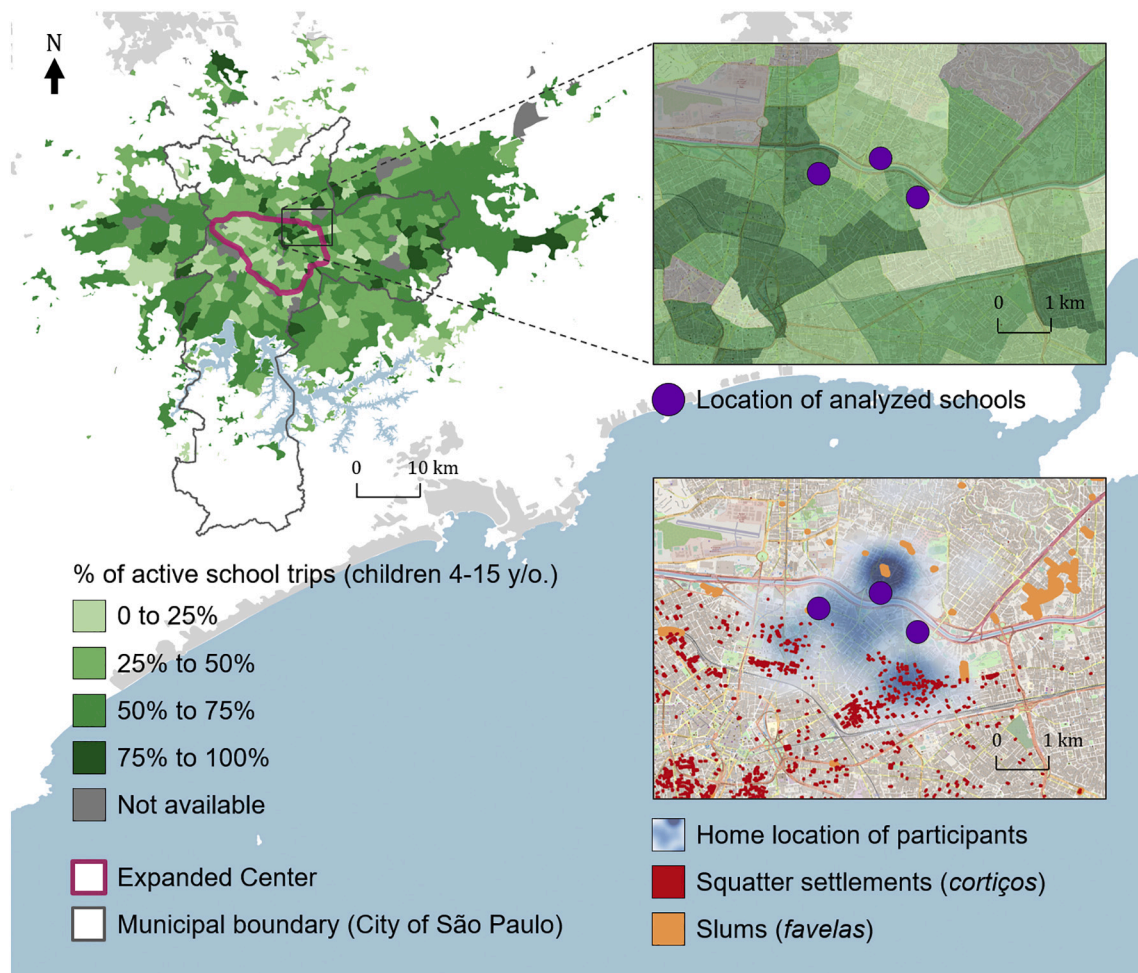 N
0 1 km
Location of analyzed schools
0 10 km
% of active school trips (children 4-15 y/o.)
0 to 25%
25% to 50%
50% to 75%
75% to 100%
Not available
Expanded Center
Municipal boundary (City of São Paulo)
0 1 km
Home location of participants
Squatter settlements (cortiços)
Slums (favelas)